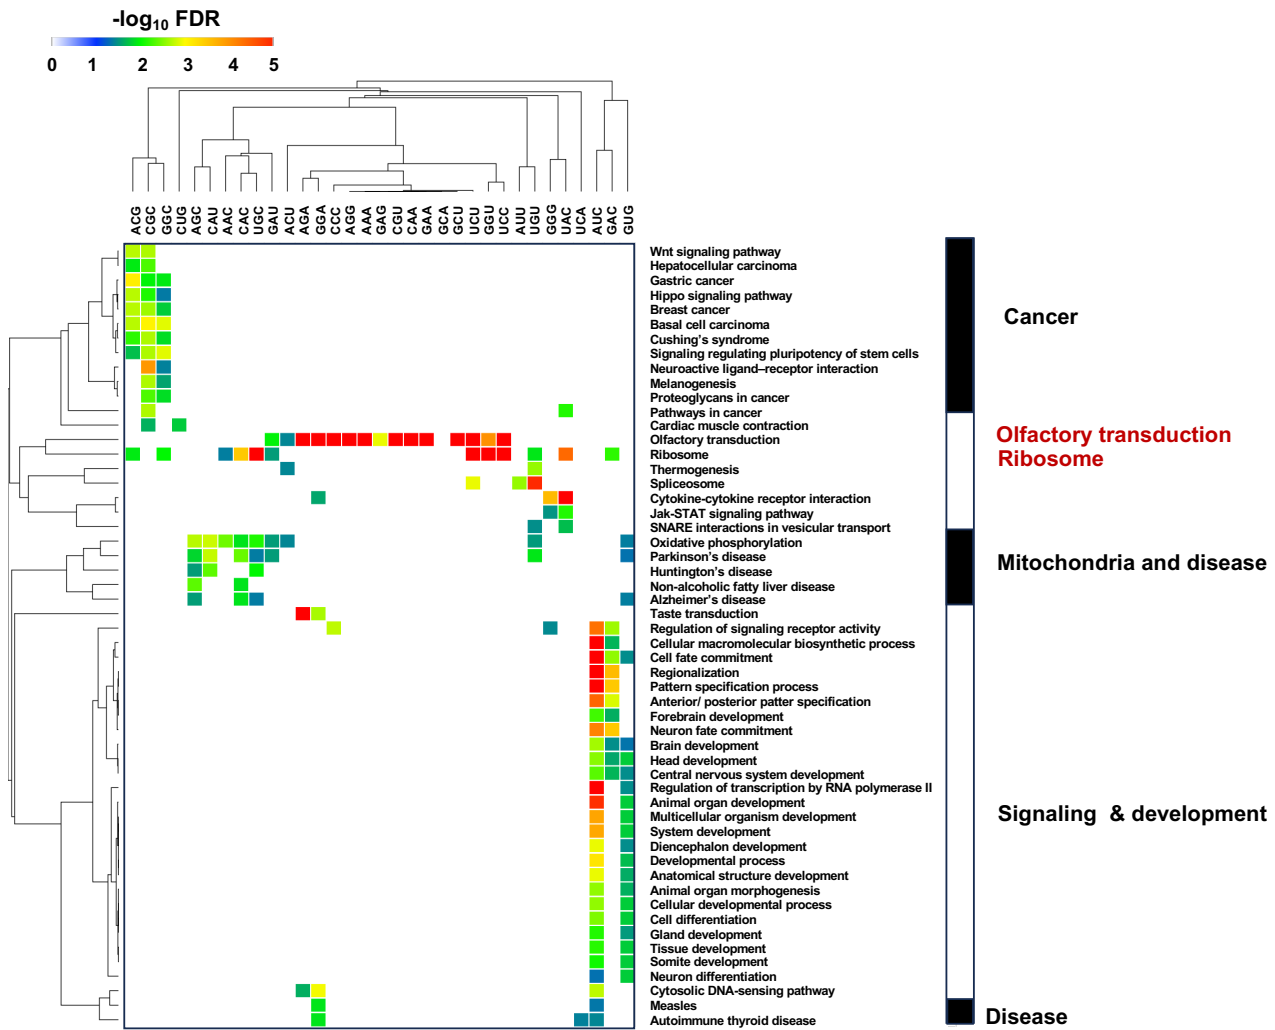 -log10 FDR
0 1 2 3 4 5
ACG CGC GGC CUG AGC CAU AAC CAC UGC GAU ACU AGA GGA CCC AGG AAA GAG CGU CAA GAA GCA GCU UCU GGU UCC AUU UGU GGG UAC UCA AUC GAC GUG
Wnt signaling pathway
Hepatocellular carcinoma
Gastric cancer
Hippo signaling pathway
Breast cancer
Basal cell carcinoma
Cushing's syndrome
Signaling regulating pluripotency of stem cells
Neuroactive ligand–receptor interaction
Melanogenesis
Proteoglycans in cancer
Pathways in cancer
Cardiac muscle contraction
Olfactory transduction
Ribosome
Thermogenesis
Spliceosome
Cytokine-cytokine receptor interaction
Jak-STAT signaling pathway
SNARE interactions in vesicular transport
Oxidative phosphorylation
Parkinson's disease
Huntington's disease
Non-alcoholic fatty liver disease
Alzheimer's disease
Taste transduction
Regulation of signaling receptor activity
Cellular macromolecular biosynthetic process
Cell fate commitment
Regionalization
Pattern specification process
Anterior/ posterior patter specification
Forebrain development
Neuron fate commitment
Brain development
Head development
Central nervous system development
Regulation of transcription by RNA polymerase II
Animal organ development
Multicellular organism development
System development
Diencephalon development
Developmental process
Anatomical structure development
Animal organ morphogenesis
Cellular developmental process
Cell differentiation
Gland development
Tissue development
Somite development
Neuron differentiation
Cytosolic DNA-sensing pathway
Measles
Autoimmune thyroid disease
Cancer
Olfactory transduction
Ribosome
Mitochondria and disease
Signaling & development
Disease